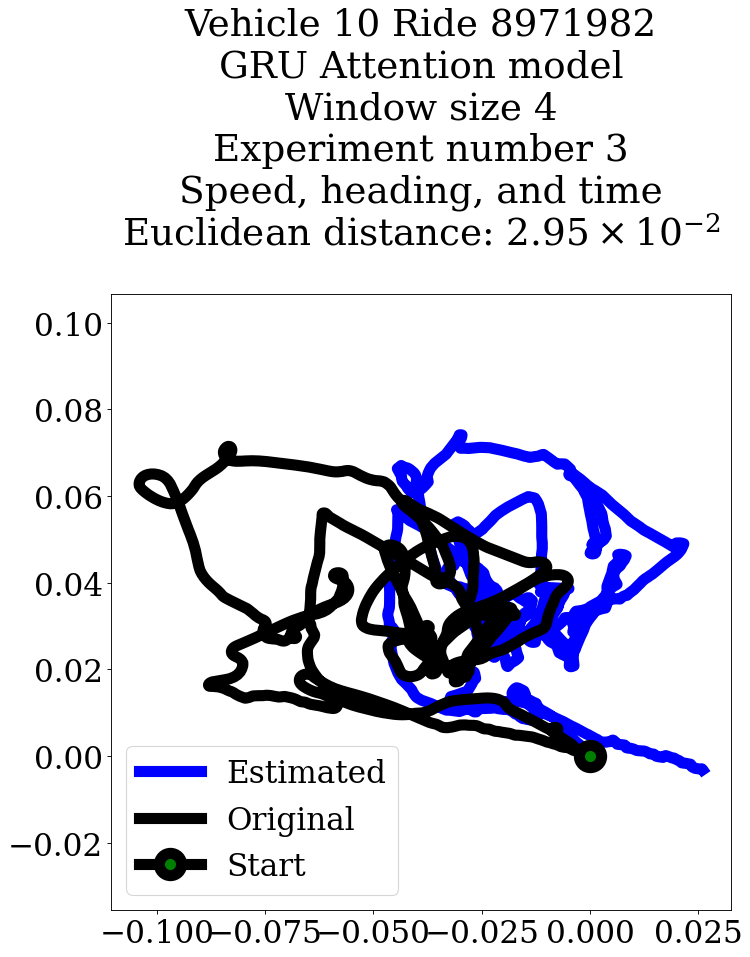 Vehicle 10 Ride 8971982
GRU Attention model
Window size 4
Experiment number 3
Speed, heading, and time
Euclidean distance: 2.95 × 10⁻²
0.10
0.08
0.06
0.04
0.02
0.00
−0.02
Estimated
Original
Start
−0.100 −0.075 −0.050 −0.025 0.000 0.025